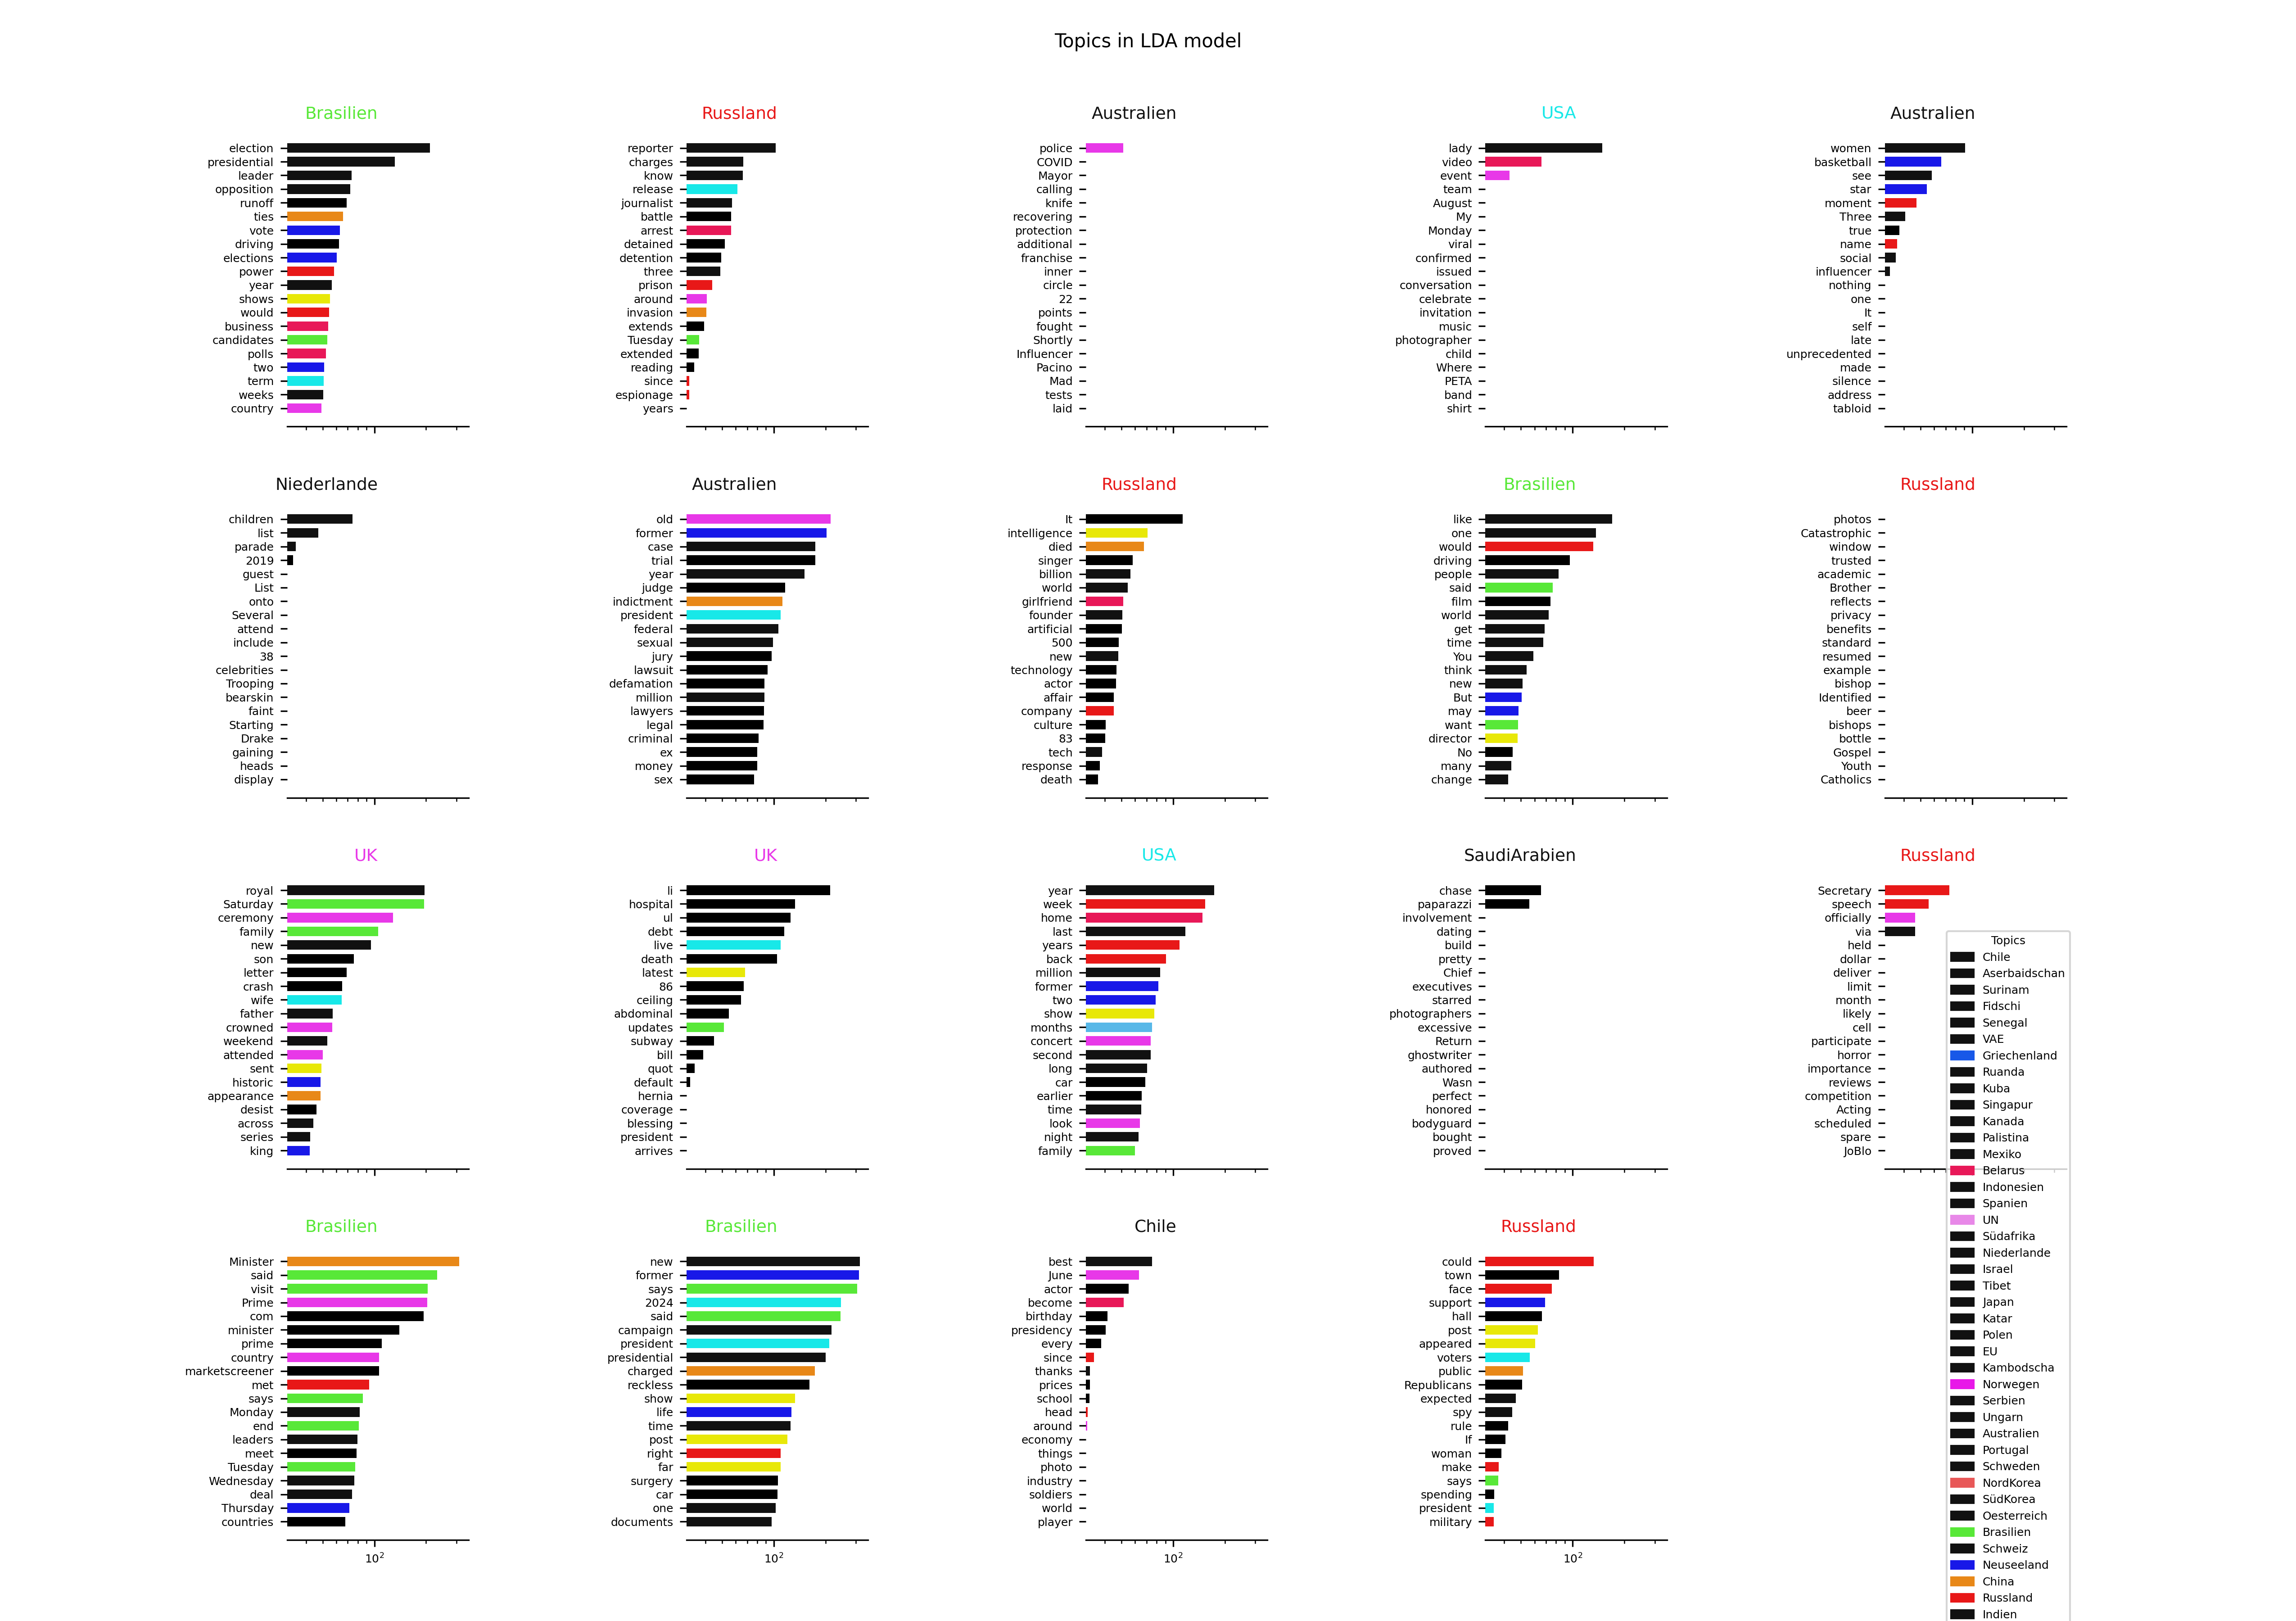 Topics in LDA model
Brasilien
election
presidential
leader
opposition
runoff
ties
vote
driving
elections
power
year
shows
would
business
candidates
polls
two
term
weeks
country
Russland
reporter
charges
know
release
journalist
battle
arrest
detained
detention
three
prison
around
invasion
extends
Tuesday
extended
reading
since
espionage
years
Australien
police
COVID
Mayor
calling
knife
recovering
protection
additional
franchise
inner
circle
22
points
fought
Shortly
Influencer
Pacino
Mad
tests
laid
USA
lady
video
event
team
August
My
Monday
viral
confirmed
issued
conversation
celebrate
invitation
music
photographer
child
Where
PETA
band
shirt
Australien
women
basketball
see
star
moment
Three
true
name
social
influencer
nothing
one
It
self
late
unprecedented
made
silence
address
tabloid
Niederlande
children
list
parade
2019
guest
List
onto
Several
attend
include
38
celebrities
Trooping
bearskin
faint
Starting
Drake
gaining
heads
display
Australien
old
former
case
trial
year
judge
indictment
president
federal
sexual
jury
lawsuit
defamation
million
lawyers
legal
criminal
ex
money
sex
Russland
It
intelligence
died
singer
billion
world
girlfriend
founder
artificial
500
new
technology
actor
affair
company
culture
83
tech
response
death
Brasilien
like
one
would
driving
people
said
film
world
get
time
You
think
new
But
may
want
director
No
many
change
Russland
photos
Catastrophic
window
trusted
academic
Brother
reflects
privacy
benefits
standard
resumed
example
bishop
Identified
beer
bishops
bottle
Gospel
Youth
Catholics
UK
royal
Saturday
ceremony
family
new
son
letter
crash
wife
father
crowned
weekend
attended
sent
historic
appearance
desist
across
series
king
UK
li
hospital
ul
debt
live
death
latest
86
ceiling
abdominal
updates
subway
bill
quot
default
hernia
coverage
blessing
president
arrives
USA
year
week
home
last
years
back
million
former
two
show
months
concert
second
long
car
earlier
time
look
night
family
SaudiArabien
chase
paparazzi
involvement
dating
build
pretty
Chief
executives
starred
photographers
excessive
Return
ghostwriter
authored
Wasn
perfect
honored
bodyguard
bought
proved
Russland
Secretary
speech
officially
via
held
dollar
deliver
limit
month
likely
cell
participate
horror
importance
reviews
competition
Acting
scheduled
spare
JoBlo
Brasilien
Minister
said
visit
Prime
com
minister
prime
country
marketscreener
met
says
Monday
end
leaders
meet
Tuesday
Wednesday
deal
Thursday
countries
10²
Brasilien
new
former
says
2024
said
campaign
president
presidential
charged
reckless
show
life
time
post
right
far
surgery
car
one
documents
10²
Chile
best
June
actor
become
birthday
presidency
every
since
thanks
prices
school
head
around
economy
things
photo
industry
soldiers
world
player
10²
Russland
could
town
face
support
hall
post
appeared
voters
public
Republicans
expected
spy
rule
If
woman
make
says
spending
president
military
10²
Topics
Chile
Aserbaidschan
Surinam
Fidschi
Senegal
VAE
Griechenland
Ruanda
Kuba
Singapur
Kanada
Palistina
Mexiko
Belarus
Indonesien
Spanien
UN
Südafrika
Niederlande
Israel
Tibet
Japan
Katar
Polen
EU
Kambodscha
Norwegen
Serbien
Ungarn
Australien
Portugal
Schweden
NordKorea
SüdKorea
Oesterreich
Brasilien
Schweiz
Neuseeland
China
Russland
Indien